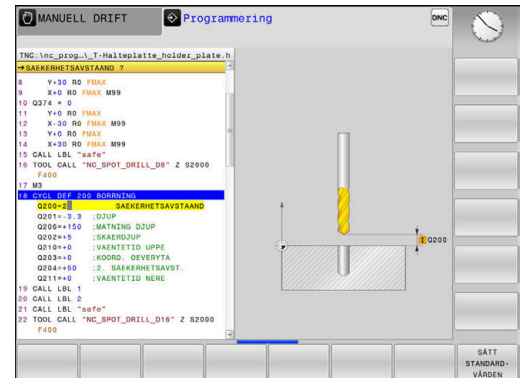 MANUELL DRIFT
Programmering
DNC
TNC:\nc_prog…\_T-Halteplatte_holder_plate.h
→SAEKERHETSAVSTAAND ?
8 Y+30 R0 FMAX
9 X+0 R0 FMAX M99
10 Q374 = 0
11 Y+0 R0 FMAX
12 X-30 R0 FMAX M99
13 Y+0 R0 FMAX
14 X+30 R0 FMAX M99
15 CALL LBL "safe"
16 TOOL CALL "NC_SPOT_DRILL_D8" Z S2000
F400
17 M3
18 CYCL DEF 200 BORRNING
Q200=2 SAEKERHETSAVSTAAND
Q201=-3.3 ;DJUP
Q206=+150 ;MATNING DJUP
Q202=+5 ;SKAERDJUP
Q210=+0 ;VAENTETID UPPE
Q203=+0 ;KOORD. OEVERYTA
Q204=+50 ;2. SAEKERHETSAVST.
Q211=+0 ;VAENTETID NERE
19 CALL LBL 1
20 CALL LBL 2
21 CALL LBL "safe"
22 TOOL CALL "NC_SPOT_DRILL_D16" Z S2000
F400
I Q200
SÄTT
STANDARD-
VÄRDEN